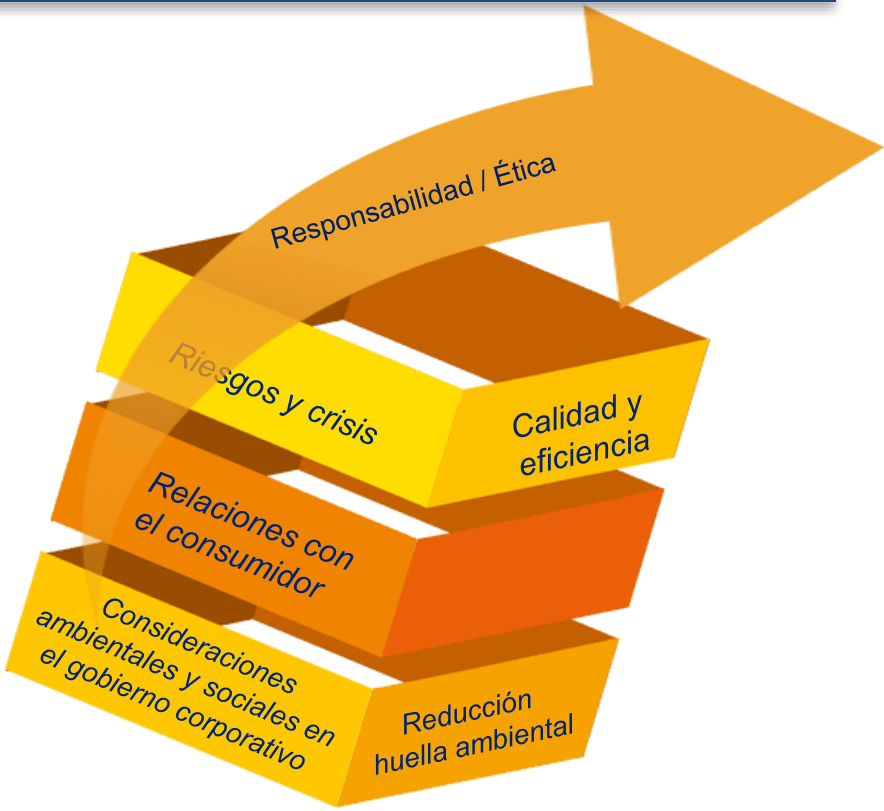 Responsabilidad / Ética
Riesgos y crisis
Calidad y
eficiencia
Relaciones con
el consumidor
Consideraciones
ambientales y sociales en
el gobierno corporativo
Reducción
huella ambiental